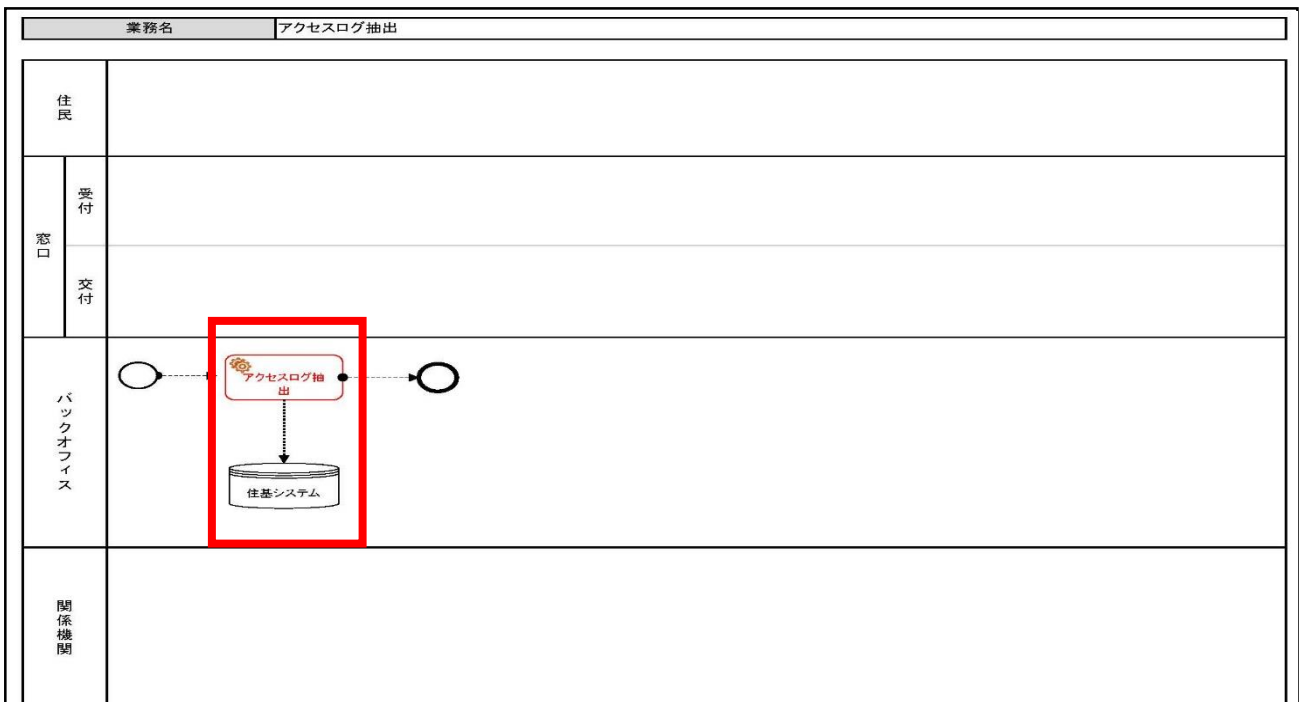 業務名
アクセスログ抽出
住民
窓口
受付
交付
バックオフィス
アクセスログ抽
出
住基システム
関係機関